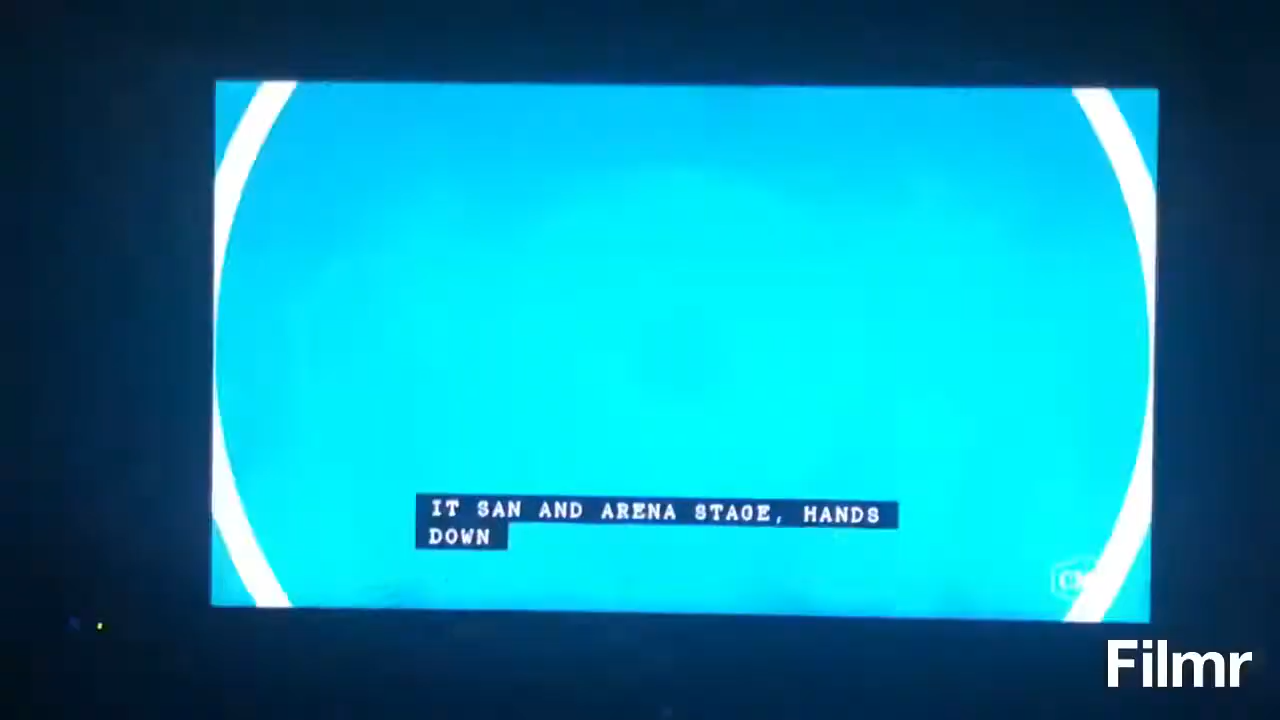 IT SAN AND ARENA STAGE, HANDS
DOWN
Filmr